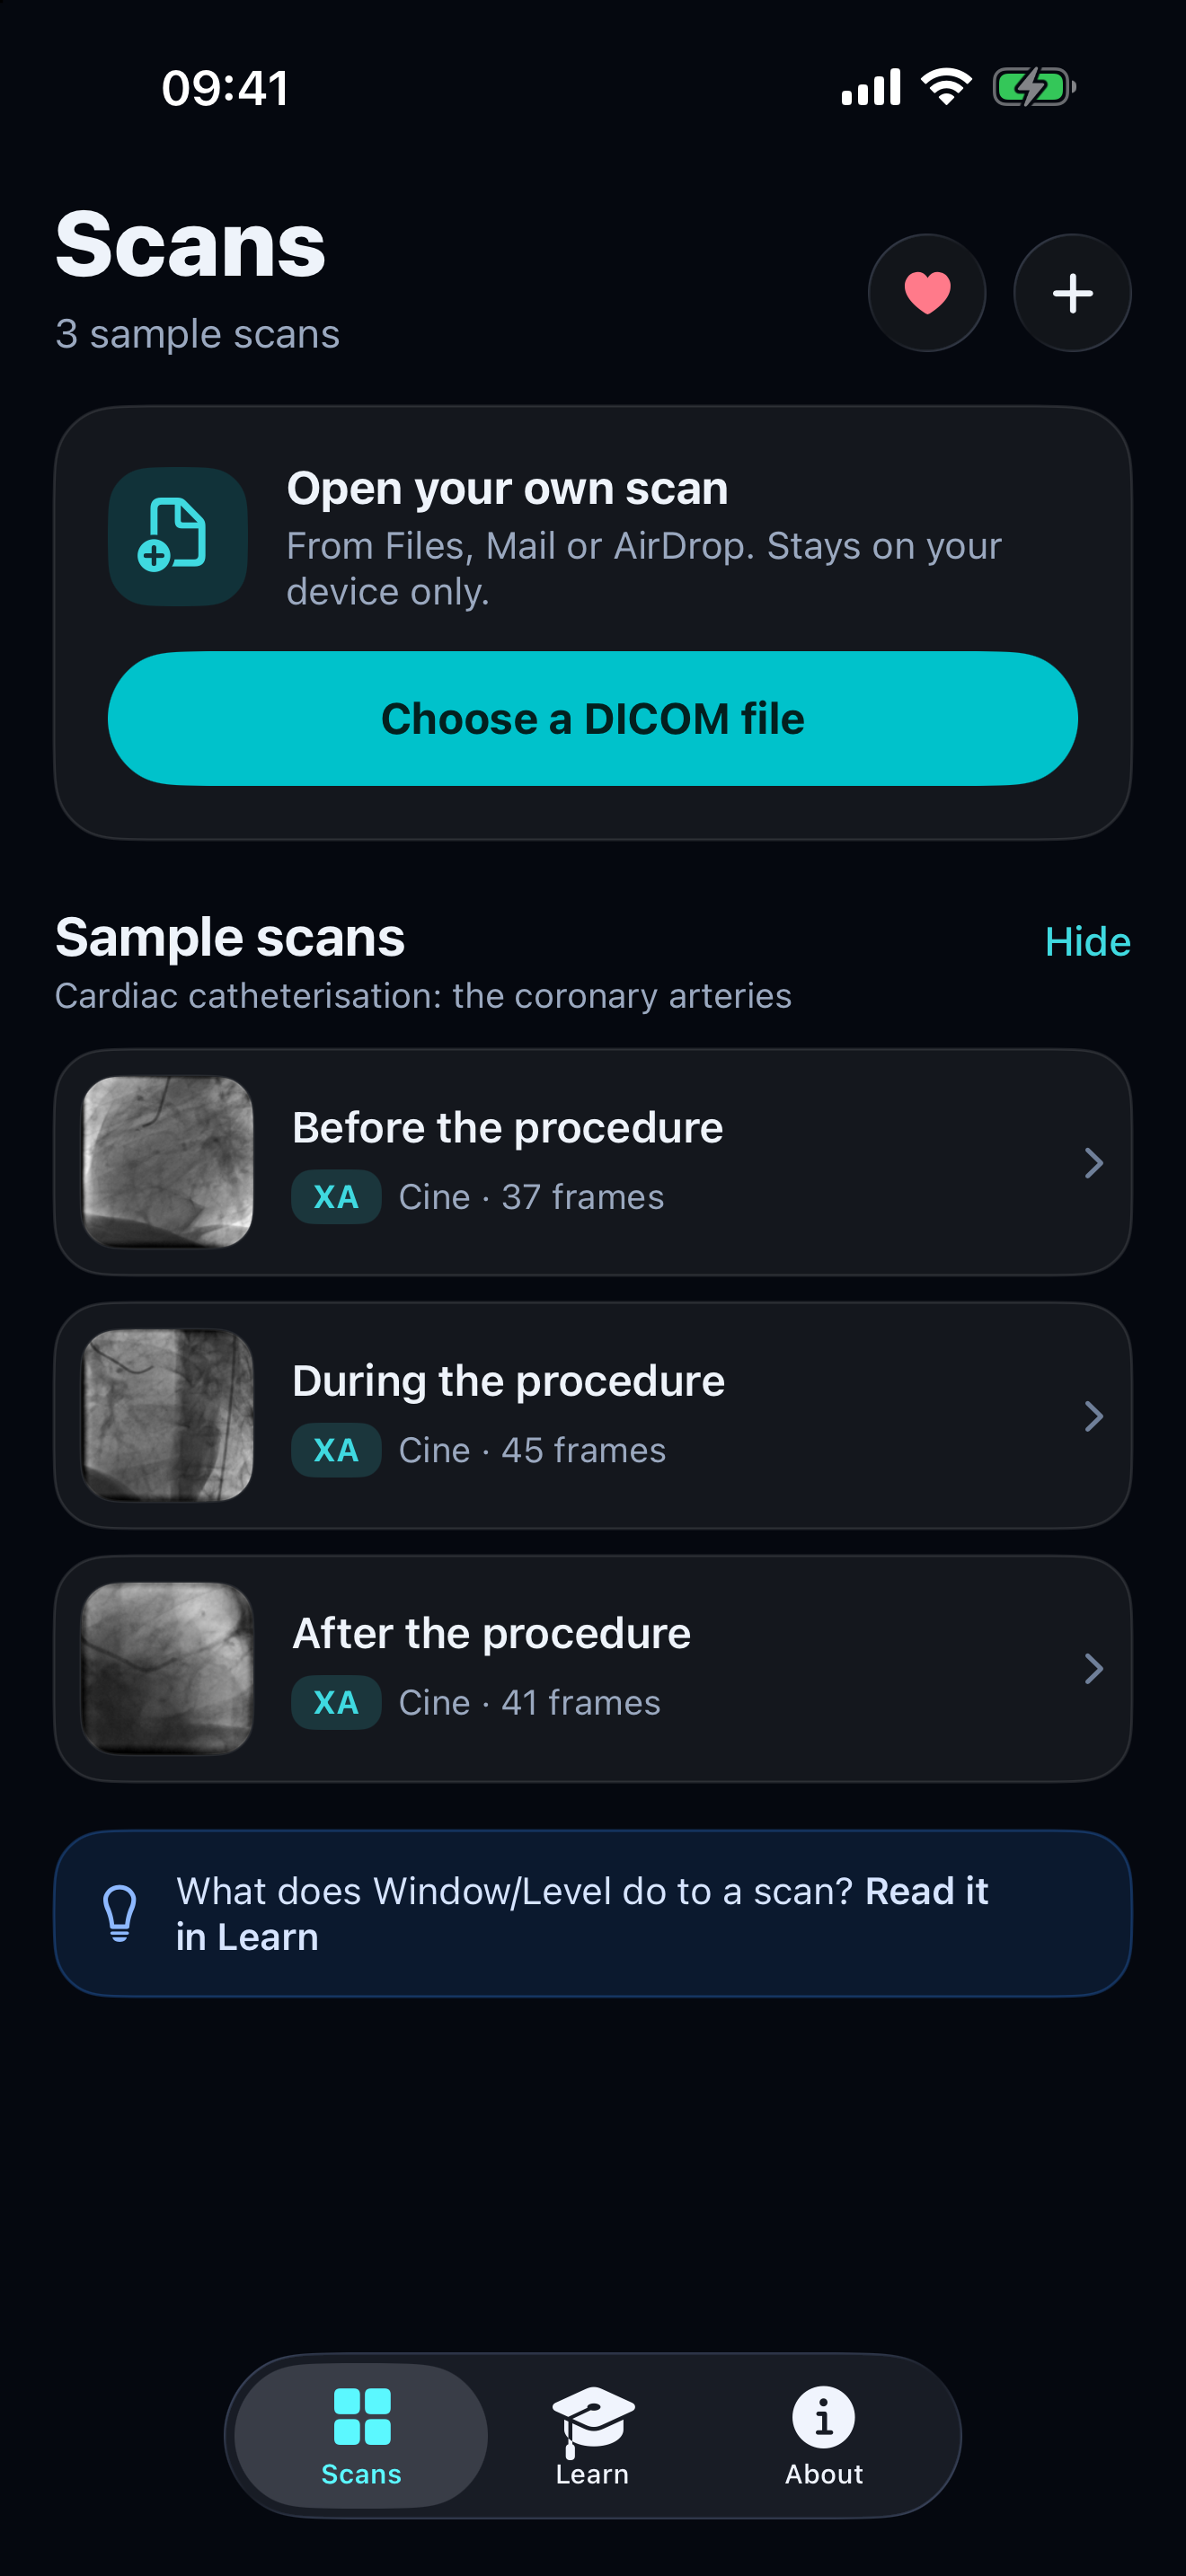 09:41
Scans
3 sample scans
Open your own scan
From Files, Mail or AirDrop. Stays on your
device only.
Choose a DICOM file
Sample scans
Hide
Cardiac catheterisation: the coronary arteries
Before the procedure
XA Cine · 37 frames
During the procedure
XA Cine · 45 frames
After the procedure
XA Cine · 41 frames
What does Window/Level do to a scan? Read it
in Learn
Scans
Learn
About